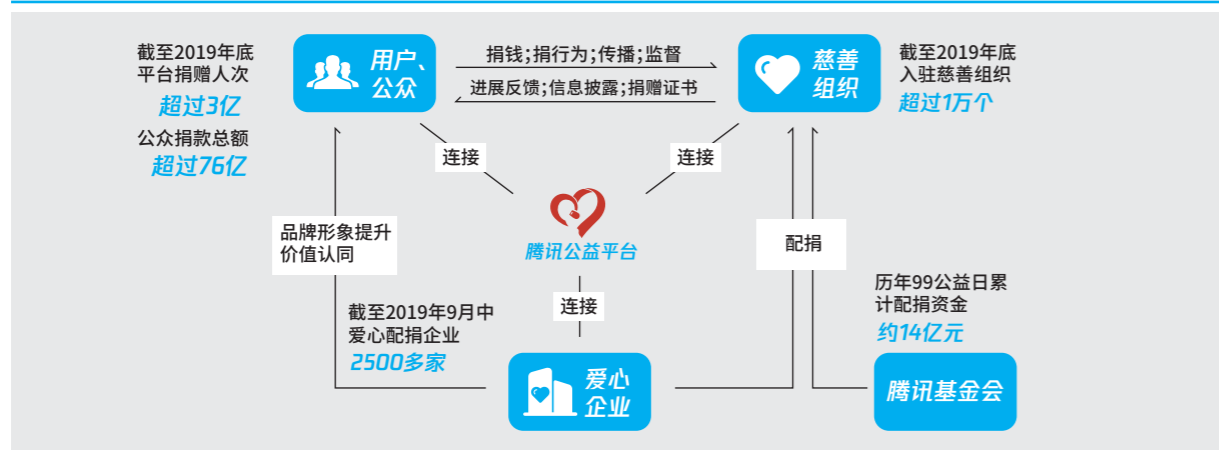 截至2019年底
平台捐赠人次
超过3亿
公众捐款总额
超过76亿
用户、
公众
捐钱;捐行为;传播;监督
进展反馈;信息披露;捐赠证书
慈善
组织
截至2019年底
入驻慈善组织
超过1万个
连接
连接
腾讯公益平台
品牌形象提升
价值认同
配捐
连接
截至2019年9月中
爱心配捐企业
2500多家
历年99公益日累
计配捐资金
约14亿元
爱心
企业
腾讯基金会